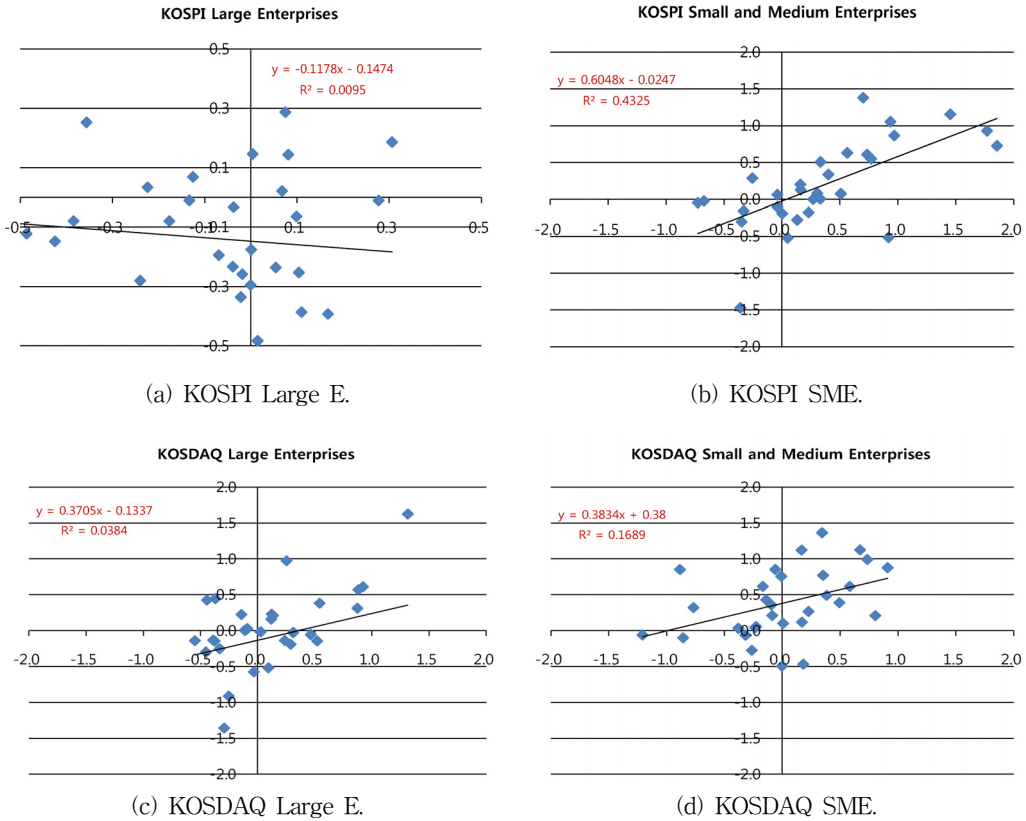 KOSPI Large Enterprises
0.5
y = -0.1178x - 0.1474
R² = 0.0095
0.3
0.1
-0.5 -0.3 -0.1 0.1 0.3 0.5
-0.1
-0.3
-0.5
(a) KOSPI Large E.
KOSPI Small and Medium Enterprises
2.0
y = 0.6048x - 0.0247
R² = 0.4325
1.5
1.0
0.5
0.0
-2.0 -1.5 -1.0 -0.5 0.0 0.5 1.0 1.5 2.0
-0.5
-1.0
-1.5
-2.0
(b) KOSPI SME.
KOSDAQ Large Enterprises
2.0
y = 0.3705x - 0.1337
R² = 0.0384
1.5
1.0
0.5
0.0
-2.0 -1.5 -1.0 -0.5 0.0 0.5 1.0 1.5 2.0
-0.5
-1.0
-1.5
-2.0
(c) KOSDAQ Large E.
KOSDAQ Small and Medium Enterprises
2.0
y = 0.3834x + 0.38
R² = 0.1689
1.5
1.0
0.5
0.0
-2.0 -1.5 -1.0 -0.5 0.0 0.5 1.0 1.5 2.0
-0.5
-1.0
-1.5
-2.0
(d) KOSDAQ SME.